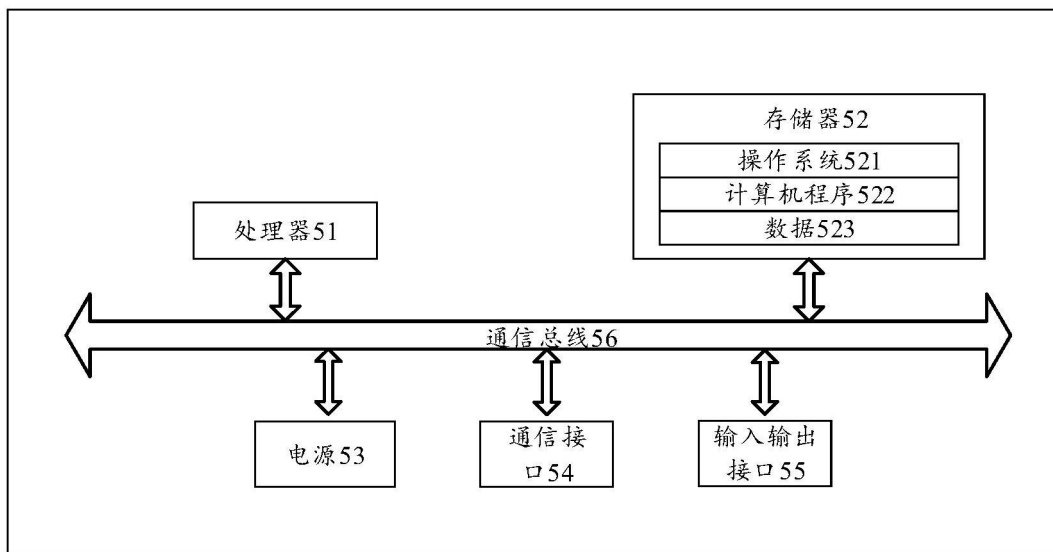 存储器52
操作系统521
计算机程序522
数据523
处理器51
通信总线56
电源53
通信接
口54
输入输出
接口55